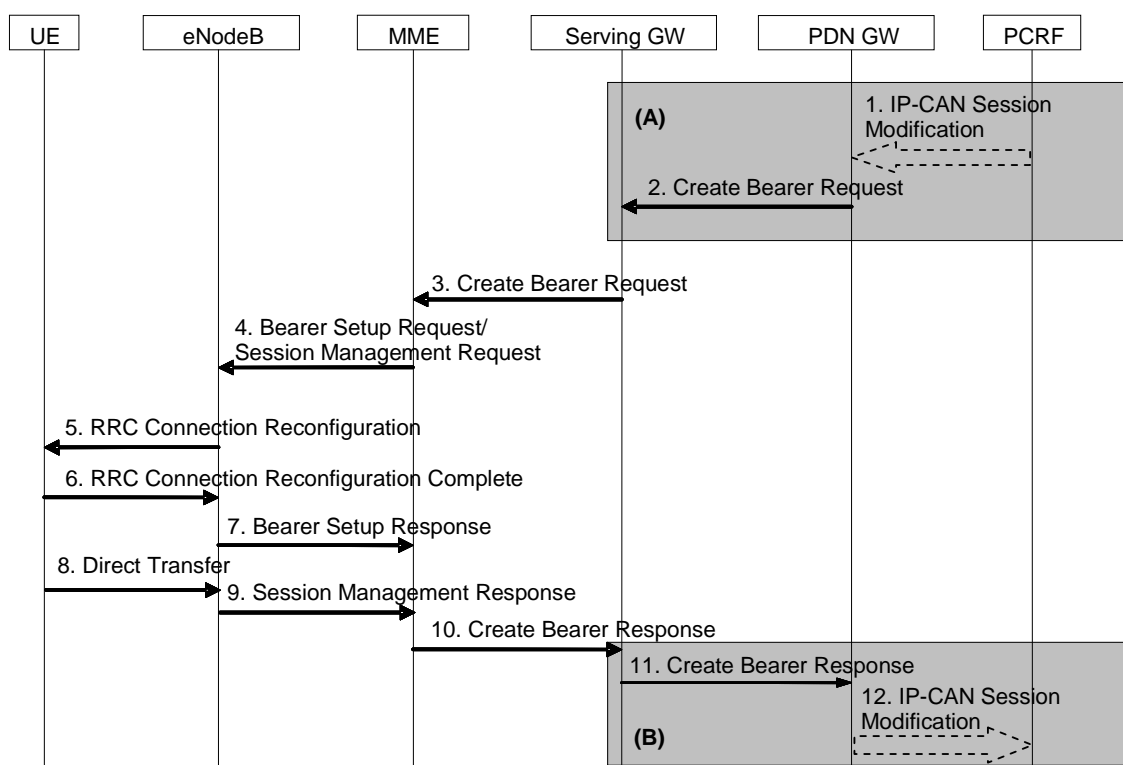 UE
eNodeB
MME
Serving GW
PDN GW
PCRF
(A)
1. IP-CAN Session
Modification
2. Create Bearer Request
3. Create Bearer Request
4. Bearer Setup Request/
Session Management Request
5. RRC Connection Reconfiguration
6. RRC Connection Reconfiguration Complete
7. Bearer Setup Response
8. Direct Transfer
9. Session Management Response
10. Create Bearer Response
11. Create Bearer Response
12. IP-CAN Session
Modification
(B)